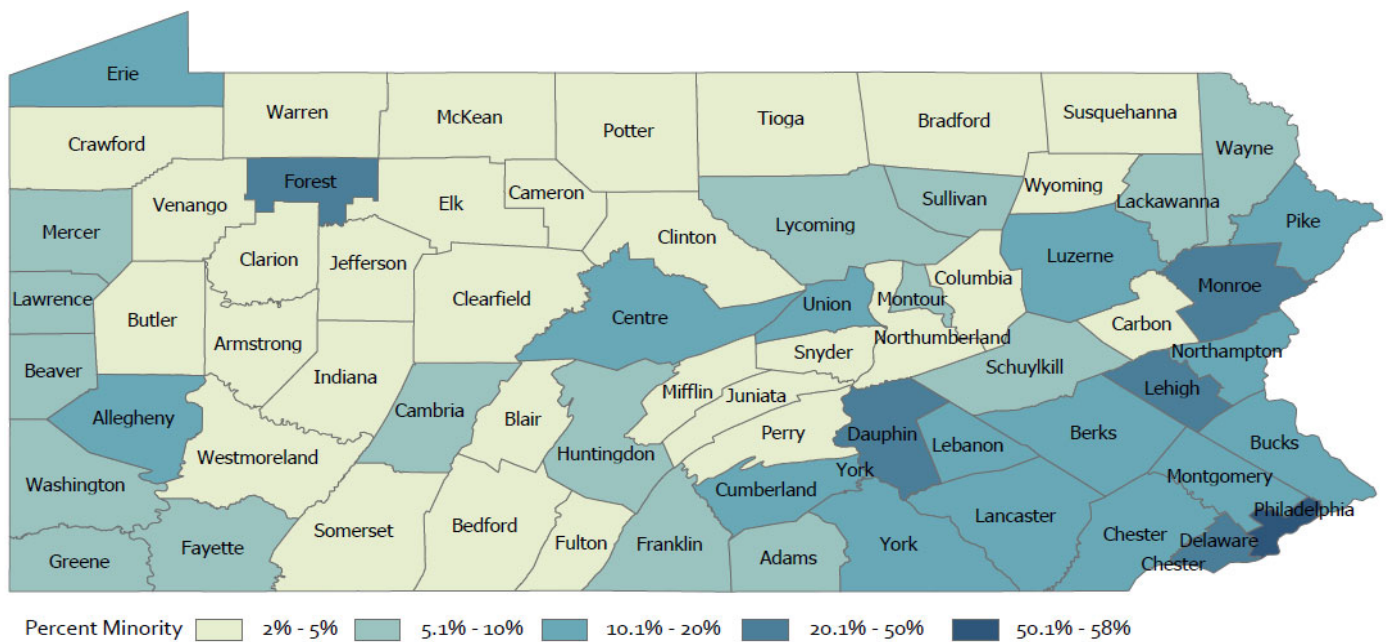 Erie
Warren
McKean
Potter
Tioga
Bradford
Susquehanna
Crawford
Wayne
Forest
Venango
Elk
Cameron
Wyoming
Lackawanna
Sullivan
Mercer
Lycoming
Pike
Clinton
Clarion
Jefferson
Luzerne
Columbia
Monroe
Lawrence
Clearfield
Montour
Union
Centre
Butler
Carbon
Armstrong
Northumberland
Northampton
Snyder
Schuylkill
Beaver
Indiana
Lehigh
Mifflin
Juniata
Allegheny
Cambria
Blair
Perry
Dauphin
Lebanon
Berks
Bucks
Huntingdon
Westmoreland
York
Montgomery
Washington
Cumberland
Philadelphia
Lancaster
Somerset
Bedford
Chester
Delaware
Fulton
Franklin
York
Fayette
Adams
Greene
Chester
Percent Minority 2% - 5% 5.1% - 10% 10.1% - 20% 20.1% - 50% 50.1% - 58%